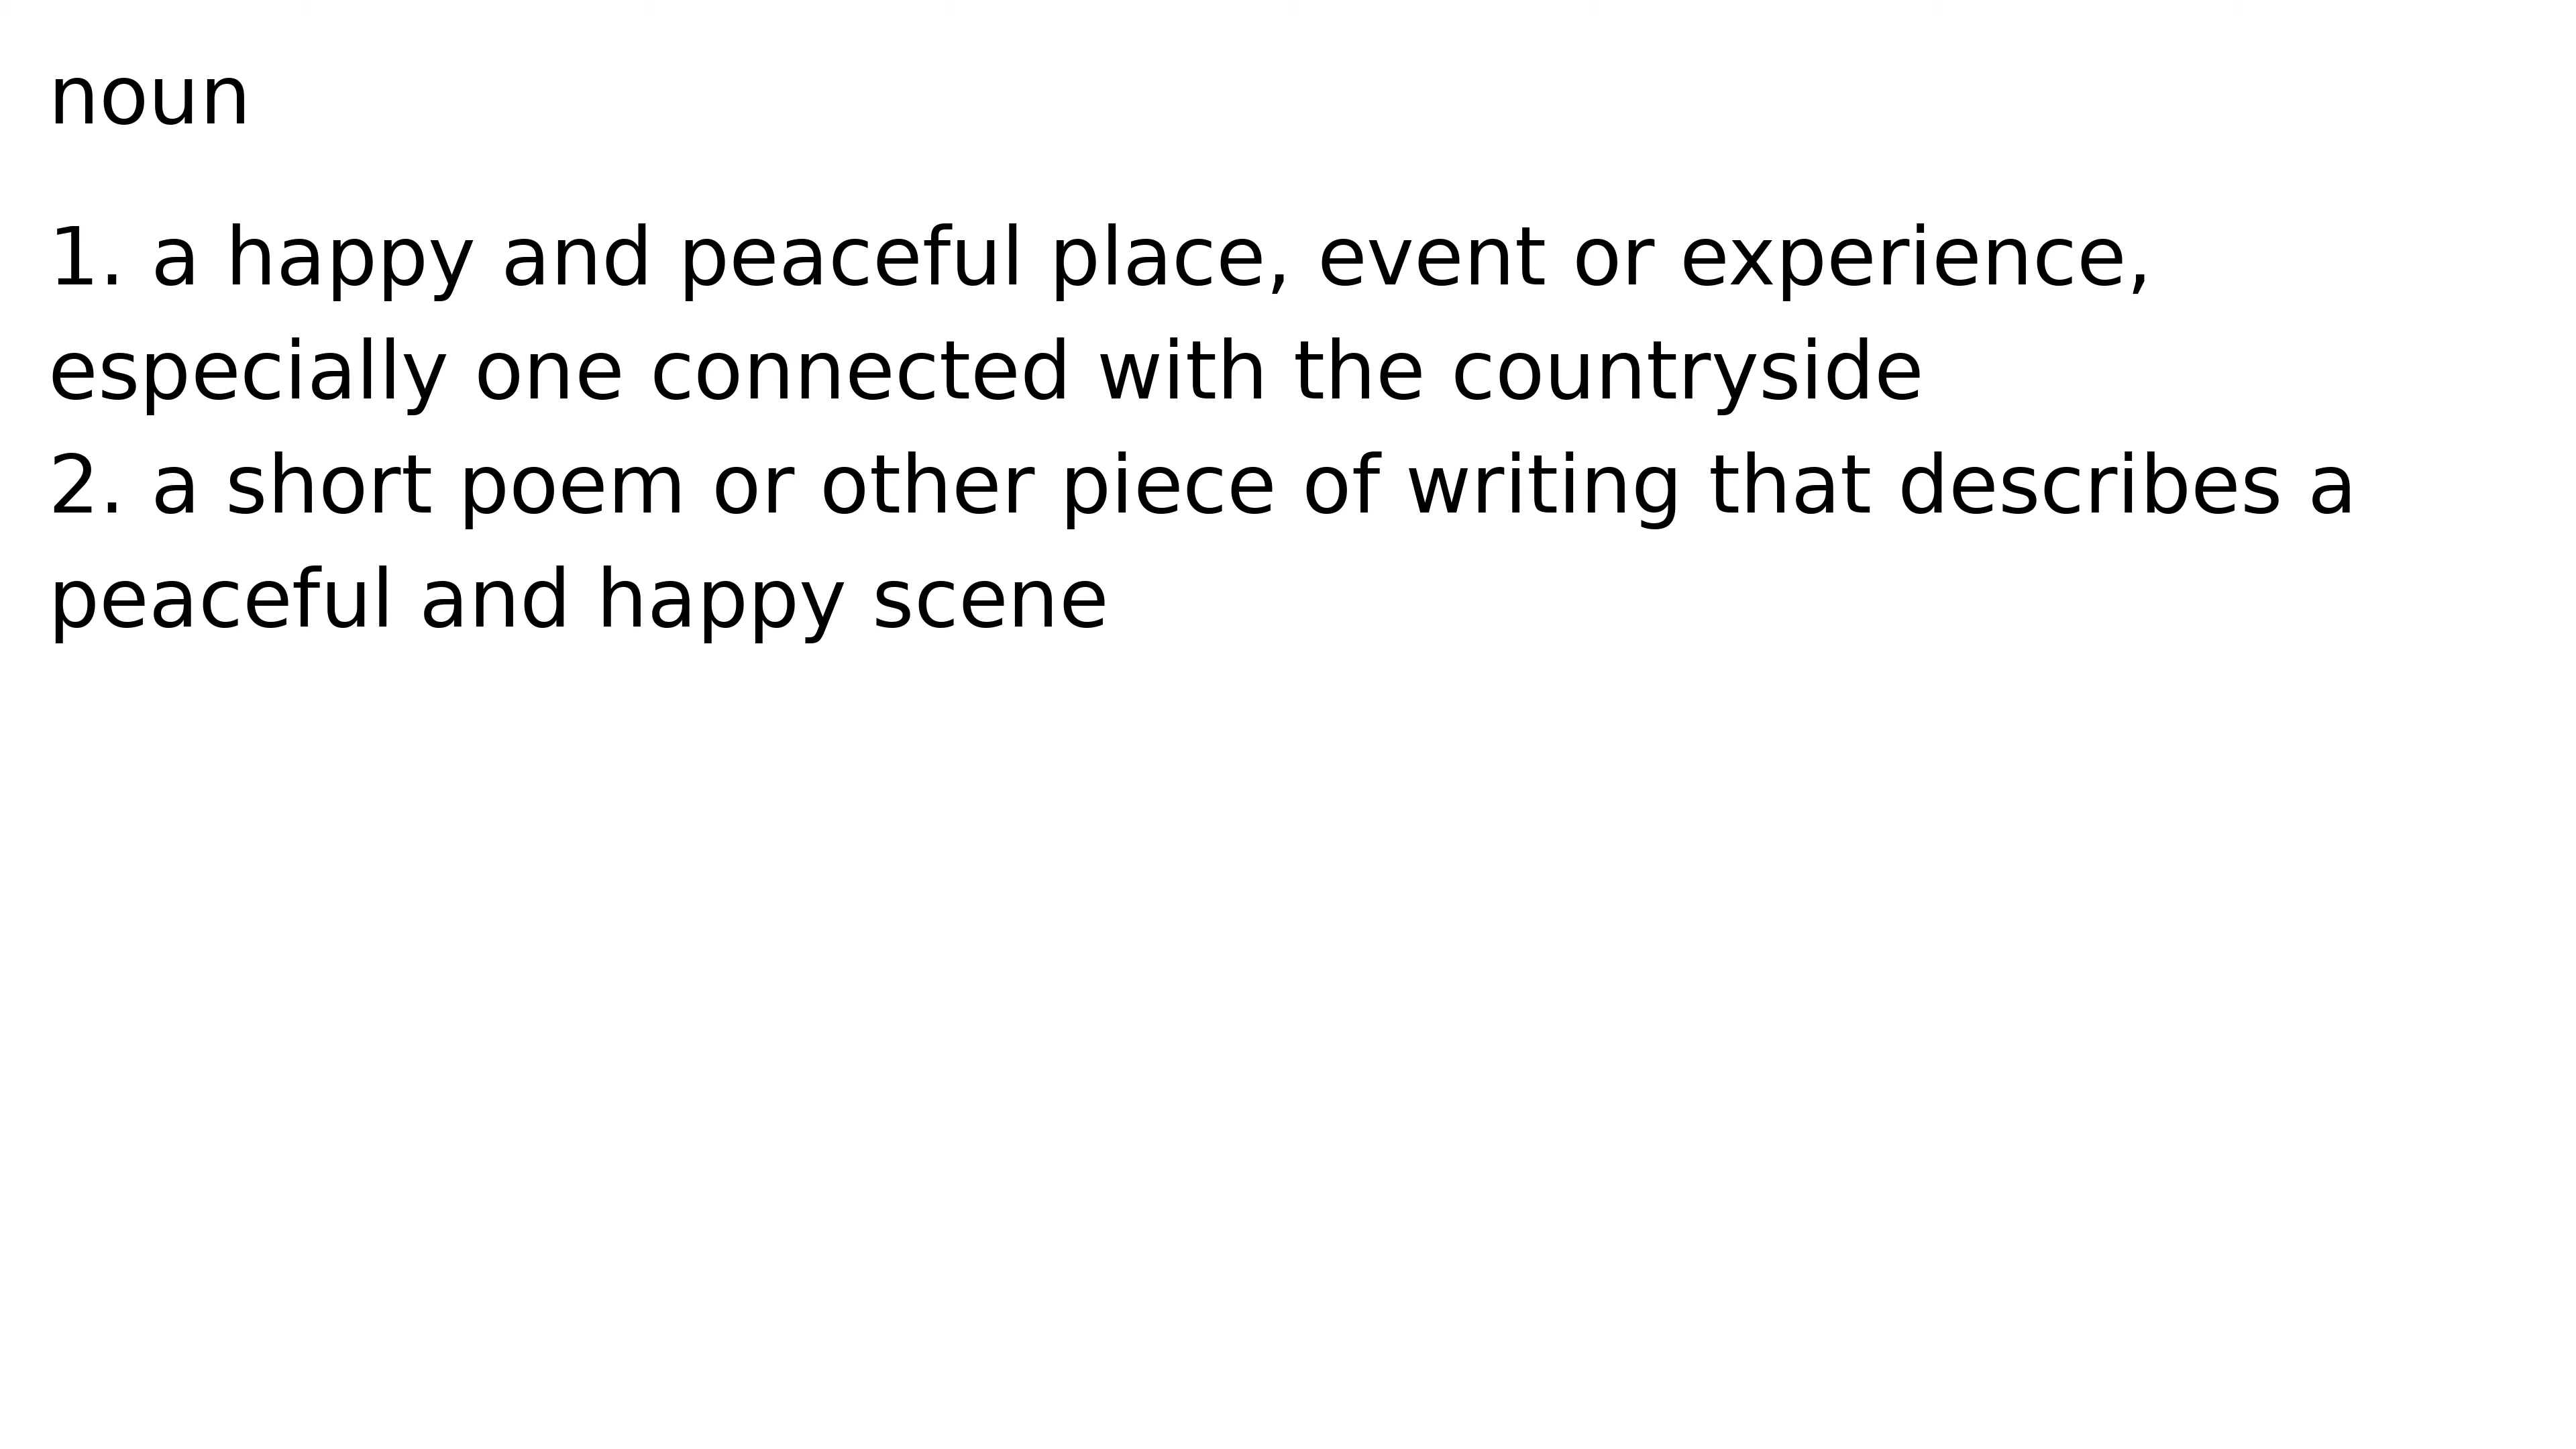 noun
1. a happy and peaceful place, event or experience,
especially one connected with the countryside
2. a short poem or other piece of writing that describes a
peaceful and happy scene